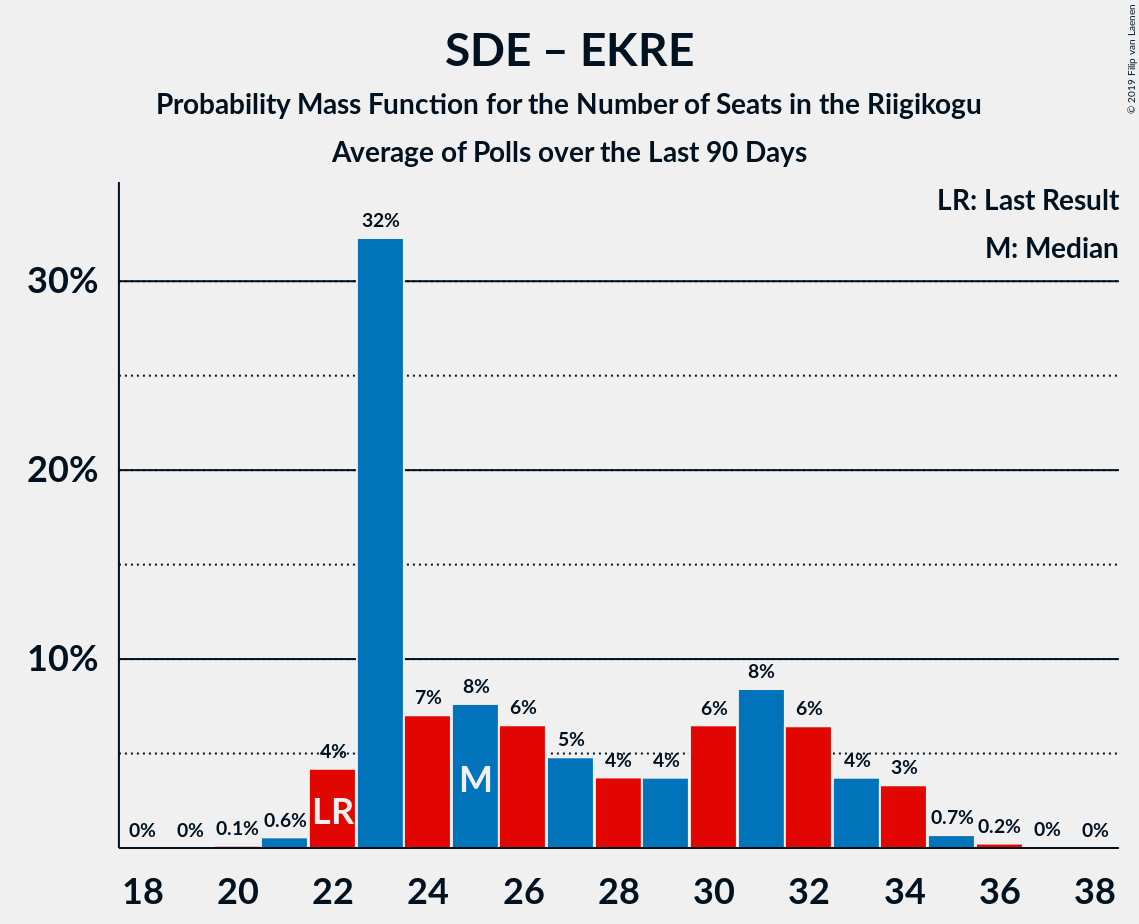 SDE – EKRE
Probability Mass Function for the Number of Seats in the Riigikogu
Average of Polls over the Last 90 Days
© 2019 Filip van Laenen
LR: Last Result
M: Median
30%
20%
10%
0% 0% 0.1% 0.6% 4% 32% 7% 8% 6% 5% 4% 4% 6% 8% 6% 4% 3% 0.7% 0.2% 0% 0%
LR
M
18 20 22 24 26 28 30 32 34 36 38